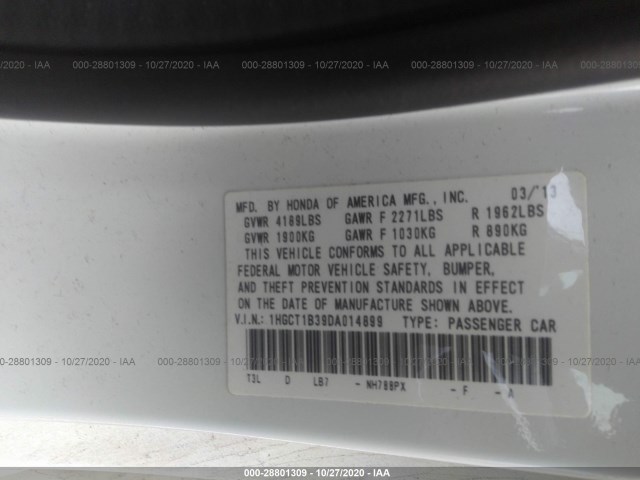 000-28801309 - 10/27/2020 - IAA
MFD. BY HONDA OF AMERICA MFG., INC. 03/'13
GVWR 4189LBS GAWR F 2271LBS R 1962LBS
GVWR 1900KG GAWR F 1030KG R 890KG
THIS VEHICLE CONFORMS TO ALL APPLICABLE
FEDERAL MOTOR VEHICLE SAFETY, BUMPER,
AND THEFT PREVENTION STANDARDS IN EFFECT
ON THE DATE OF MANUFACTURE SHOWN ABOVE.
V.I.N.: 1HGCT1B39DA014899 TYPE: PASSENGER CAR
T3L D LB7 - NH788PX - F - A
000-28801309 - 10/27/2020 - IAA